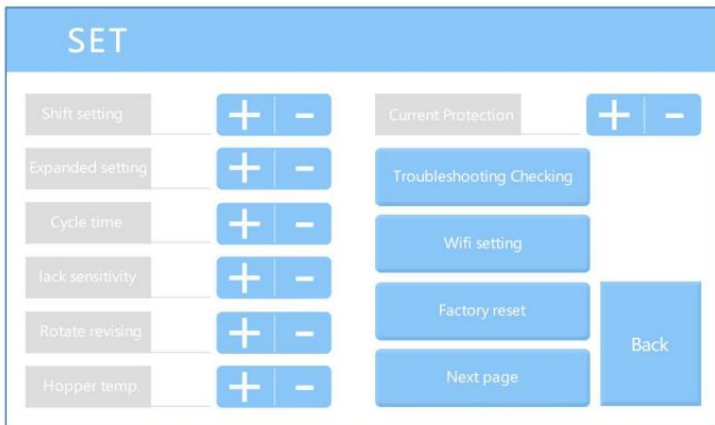 SET
Shift setting
Expanded setting
Cycle time
lack sensitivity
Rotate revising
Hopper temp.
Current Protection
Troubleshooting Checking
Wifi setting
Factory reset
Next page
Back